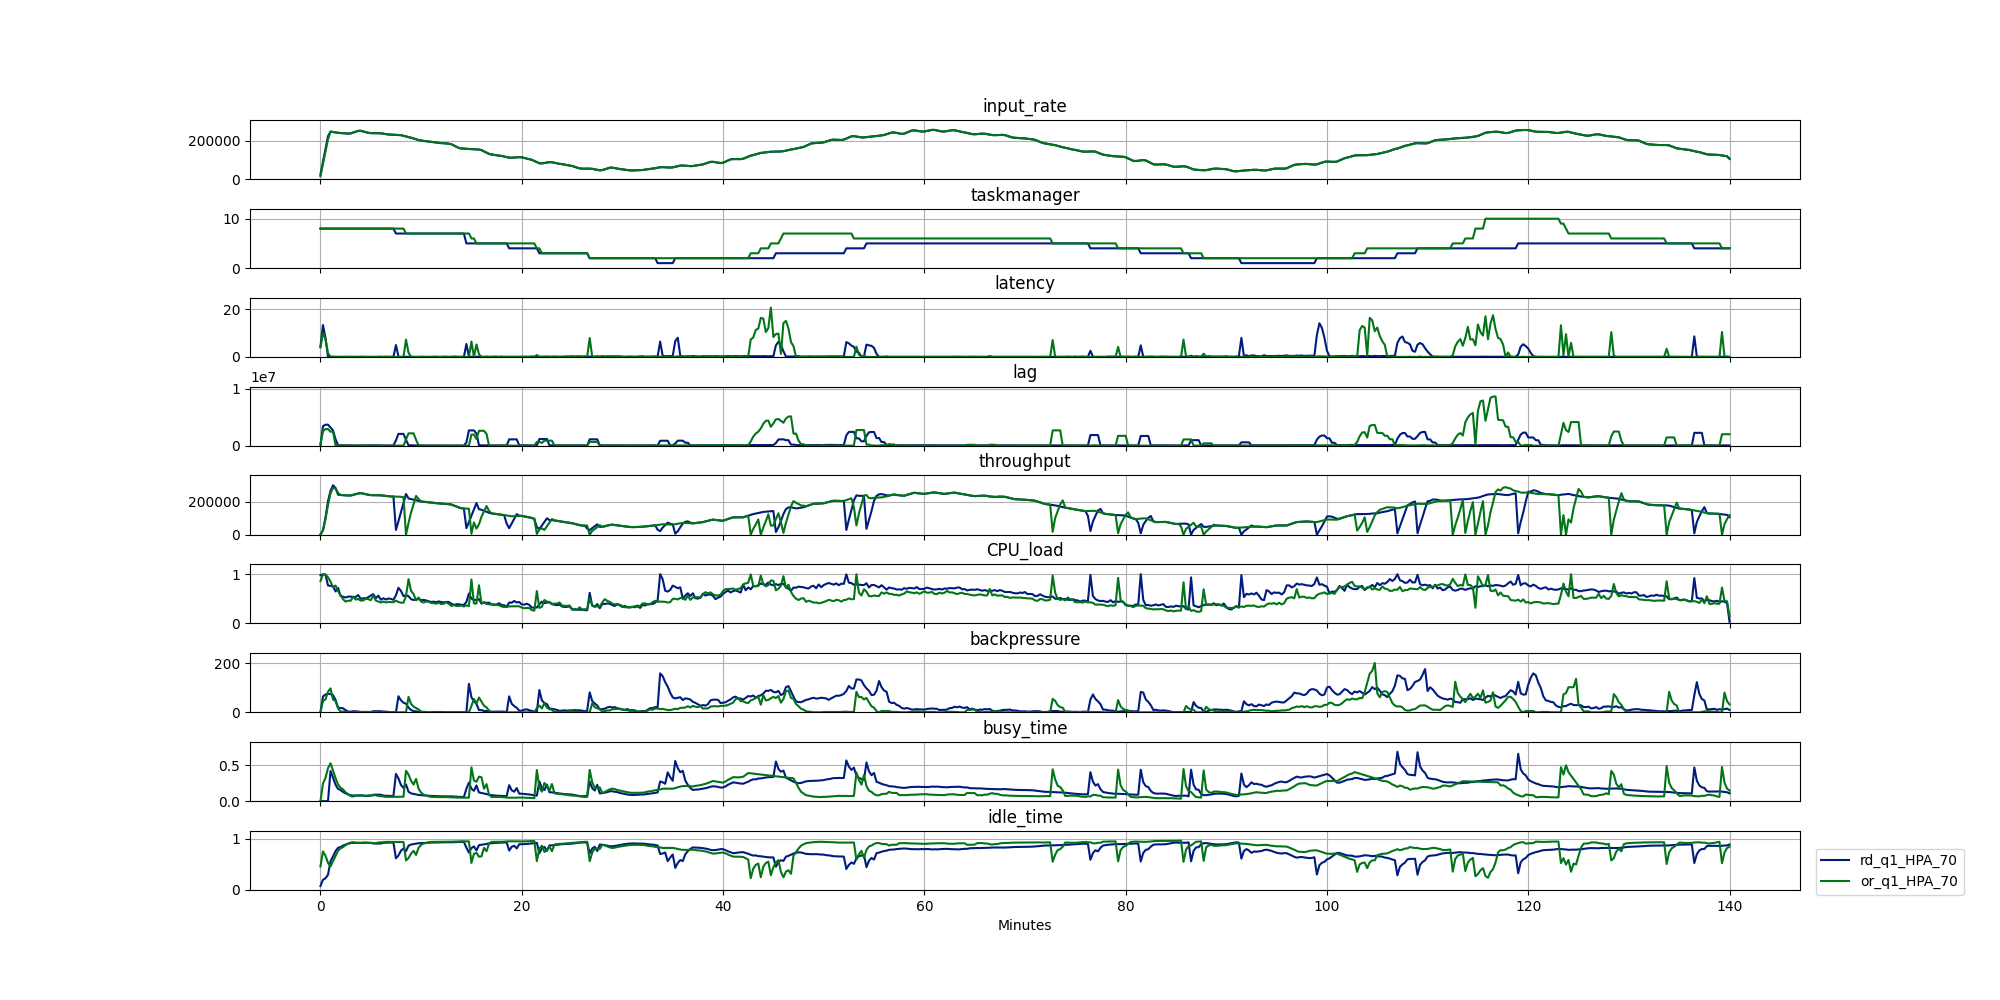 input_rate
200000
0
taskmanager
10
0
latency
20
0
lag
1e7
1
0
throughput
200000
0
CPU_load
1
0
backpressure
200
0
busy_time
0.5
0.0
idle_time
1
0
0 20 40 60 80 100 120 140
Minutes
rd_q1_HPA_70
or_q1_HPA_70